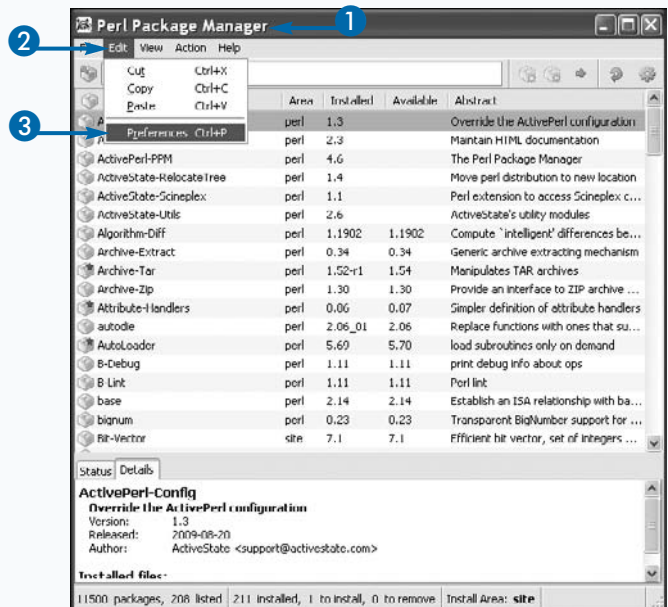 Perl Package Manager
1
2
Edit View Action Help
Cut Ctrl+X
Copy Ctrl+C
Paste Ctrl+V
3
Preferences Ctrl+P
Area Installed Available Abstract
perl 1.3 Override the ActivePerl configuration
perl 2.3 Maintain HTML documentation
ActivePerl-PPM perl 4.6 The Perl Package Manager
ActiveState-RelocateTree perl 1.4 Move perl distribution to new location
ActiveState-Scineplex perl 1.1 Perl extension to access Scineplex c...
ActiveState-Utils perl 2.6 ActiveState's utility modules
Algorithm-Diff perl 1.1902 1.1902 Compute `intelligent' differences be...
Archive-Extract perl 0.34 0.34 Generic archive extracting mechanism
Archive-Tar perl 1.52-r1 1.54 Manipulates TAR archives
Archive-Zip perl 1.30 1.30 Provide an interface to ZIP archive ...
Attribute-Handlers perl 0.06 0.07 Simpler definition of attribute handlers
autodie perl 2.06_01 2.06 Replace functions with ones that su...
AutoLoader perl 5.69 5.70 load subroutines only on demand
B-Debug perl 1.11 1.11 print debug info about ops
B-Lint perl 1.11 1.11 Perl lint
base perl 2.14 2.14 Establish an ISA relationship with ba...
bignum perl 0.23 0.23 Transparent BigNumber support for ...
Bit-Vector site 7.1 7.1 Efficient bit vector, set of integers ...
Status Details
ActivePerl-Config
Override the ActivePerl configuration
Version: 1.3
Released: 2009-08-20
Author: ActiveState <support@activestate.com>
Installed files:
11500 packages, 208 listed 211 installed, 1 to install, 0 to remove Install Area: site